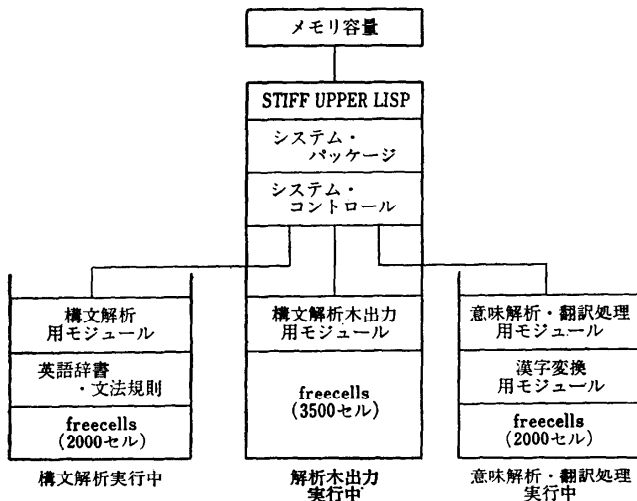 メモリ容量
STIFF UPPER LISP
システム・
パッケージ
システム・
コントロール
構文解析
用モジュール
英語辞書
・文法規則
freecells
(2000セル)
構文解析実行中
構文解析木出力
用モジュール
freecells
(3500セル)
解析木出力
実行中
意味解析・翻訳処理
用モジュール
漢字変換
用モジュール
freecells
(2000セル)
意味解析・翻訳処理
実行中